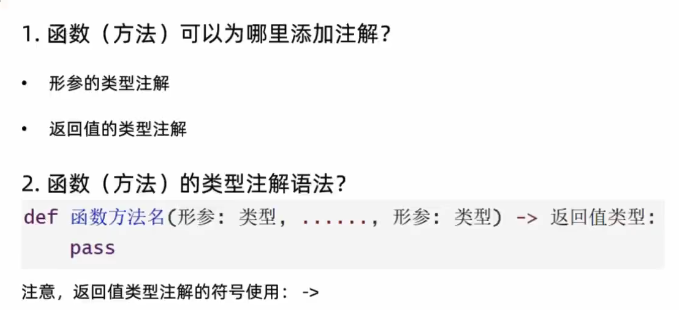 1. 函数（方法）可以为哪里添加注解？
• 形参的类型注解
• 返回值的类型注解
2. 函数（方法）的类型注解语法？
def 函数方法名(形参: 类型, ......, 形参: 类型) -> 返回值类型:
    pass
注意，返回值类型注解的符号使用： ->